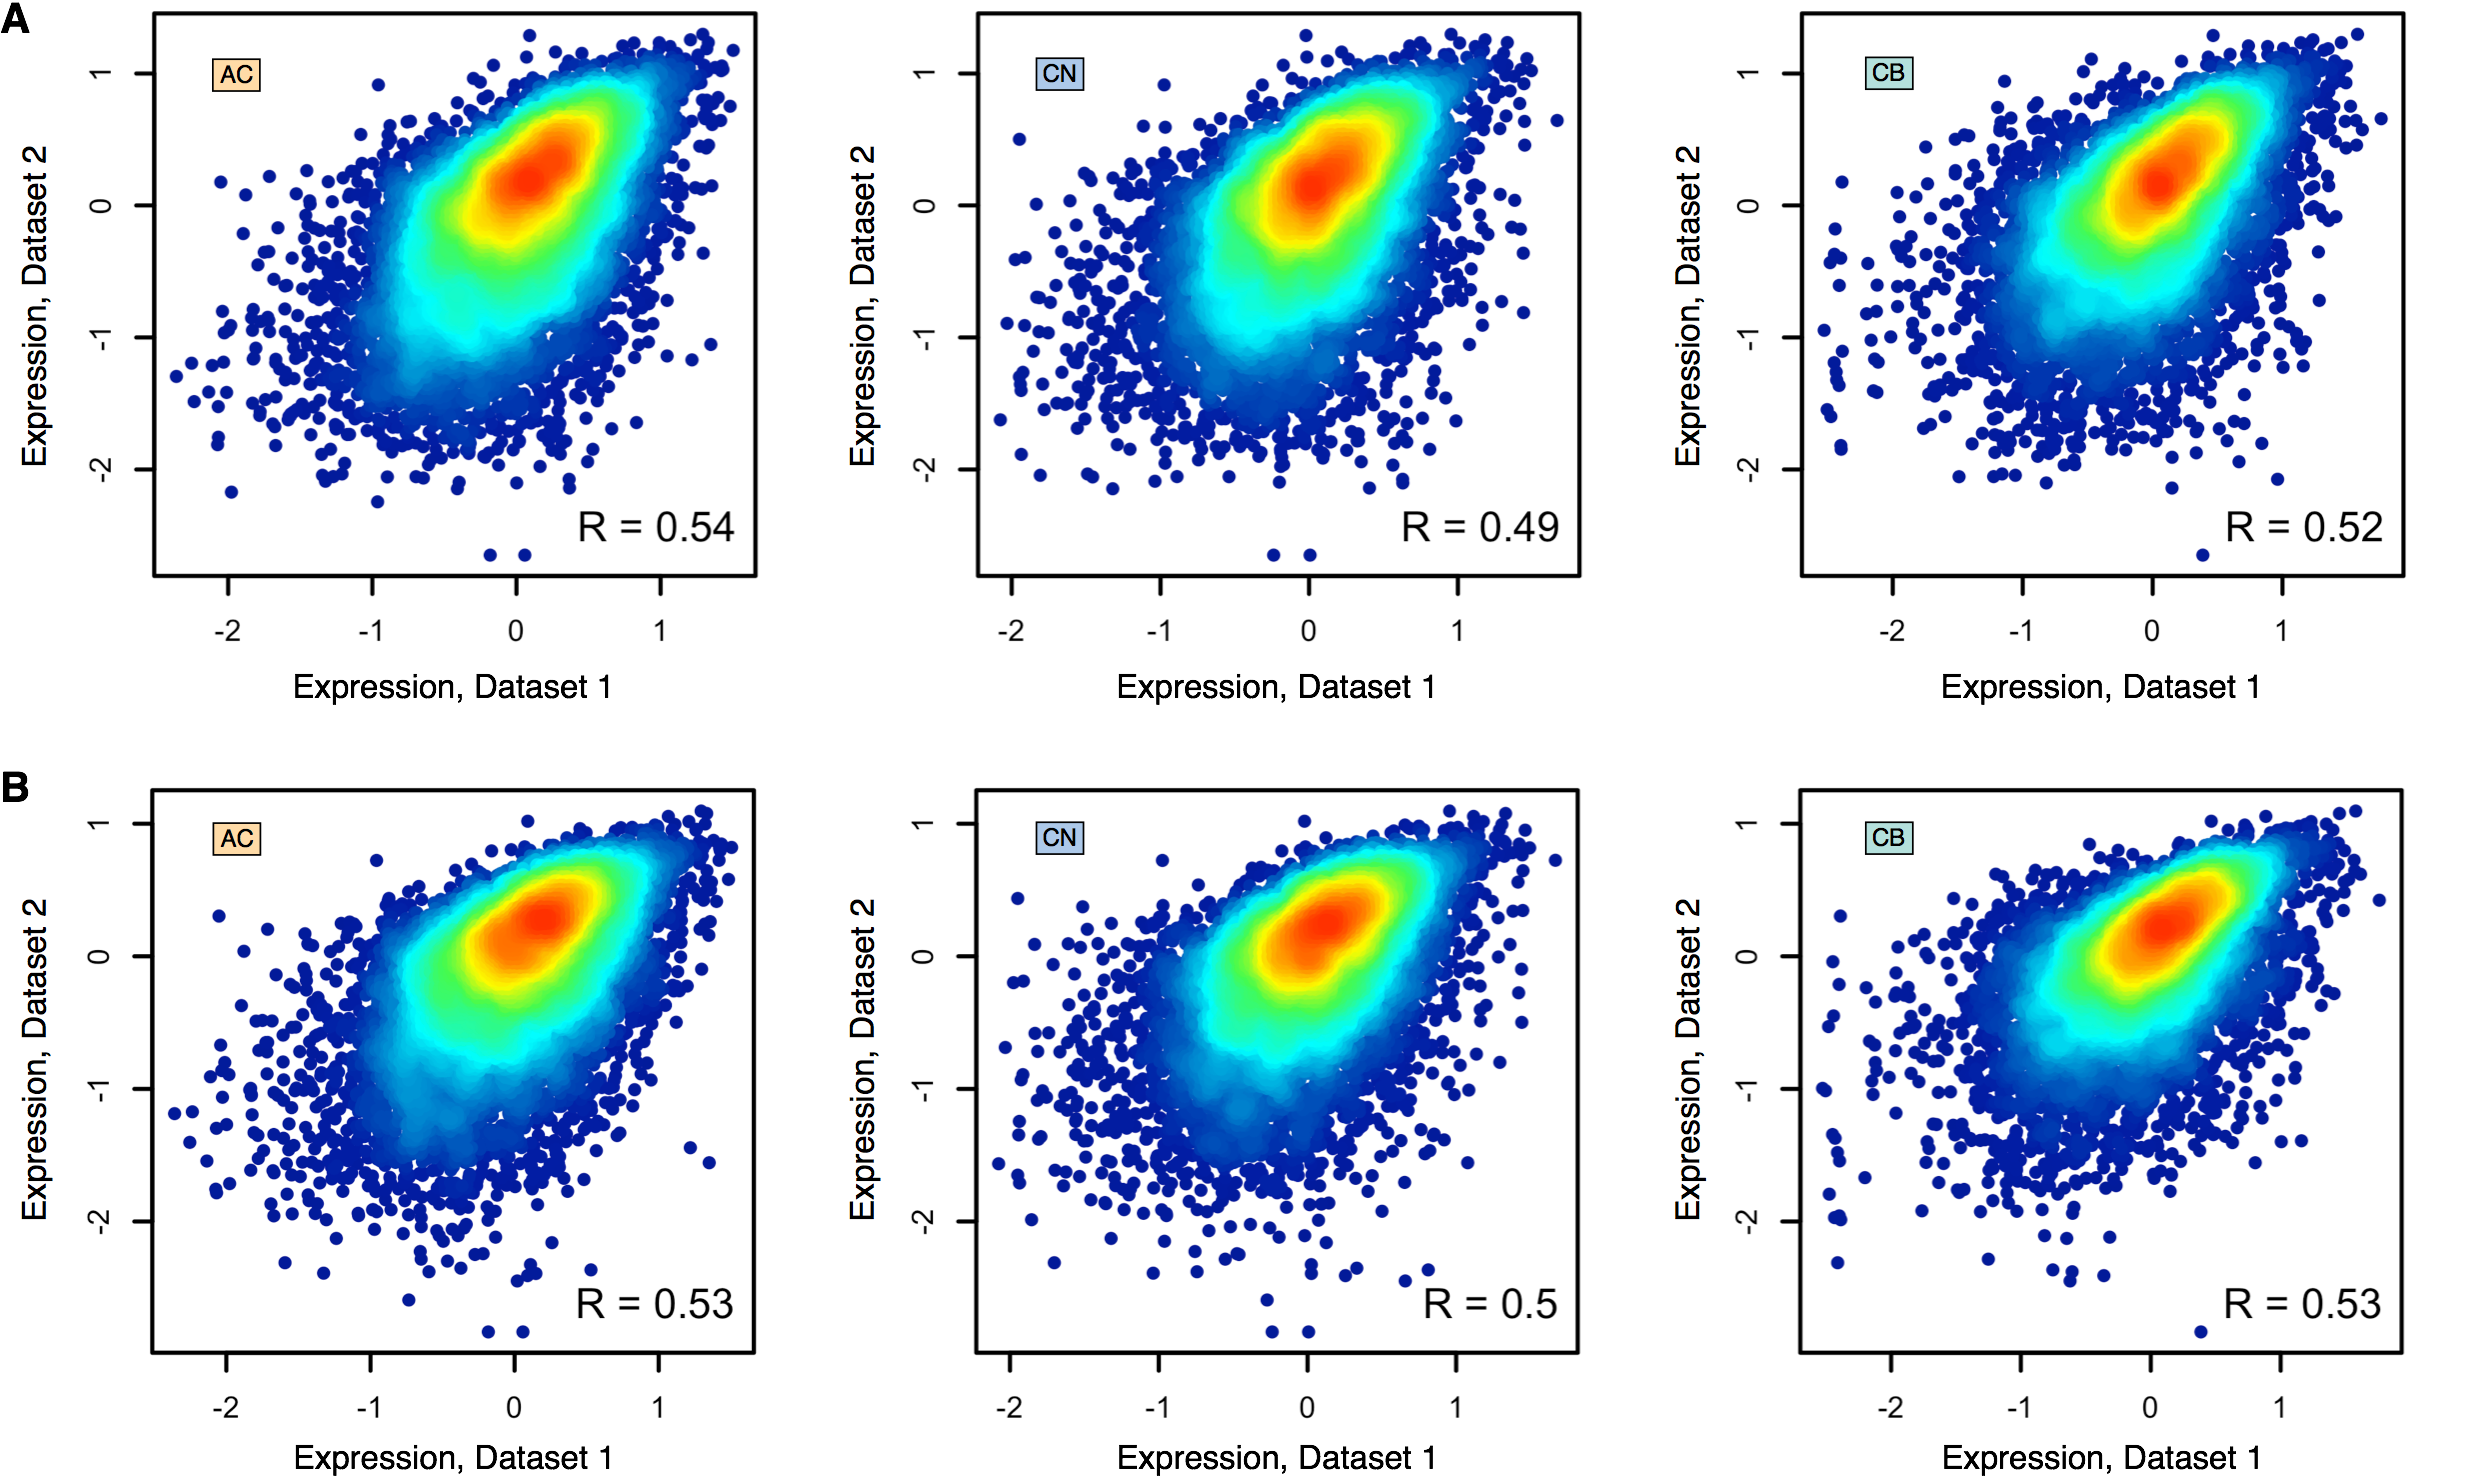 A
AC
1
0
-1
-2
Expression, Dataset 2
R = 0.54
-2 -1 0 1
Expression, Dataset 1
CN
1
0
-1
-2
Expression, Dataset 2
R = 0.49
-2 -1 0 1
Expression, Dataset 1
CB
1
0
-1
-2
Expression, Dataset 2
R = 0.52
-2 -1 0 1
Expression, Dataset 1
B
AC
1
0
-1
-2
Expression, Dataset 2
R = 0.53
-2 -1 0 1
Expression, Dataset 1
CN
1
0
-1
-2
Expression, Dataset 2
R = 0.5
-2 -1 0 1
Expression, Dataset 1
CB
1
0
-1
-2
Expression, Dataset 2
R = 0.53
-2 -1 0 1
Expression, Dataset 1